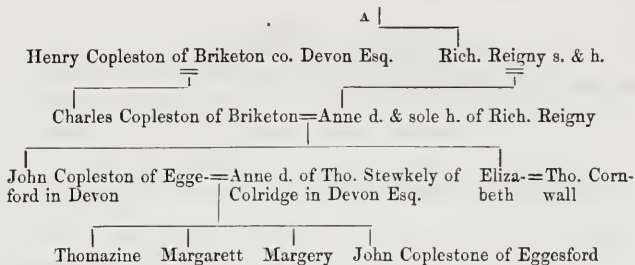 A
Henry Copleston of Briketon co. Devon Esq. Rich. Reigny s. & h.
Charles Copleston of Briketon=Anne d. & sole h. of Rich. Reigny
John Copleston of Egge-=Anne d. of Tho. Stewkely of Eliza-=Tho. Corn-
ford in Devon Colridge in Devon Esq. beth wall
Thomazine Margarett Margery John Coplestone of Eggesford